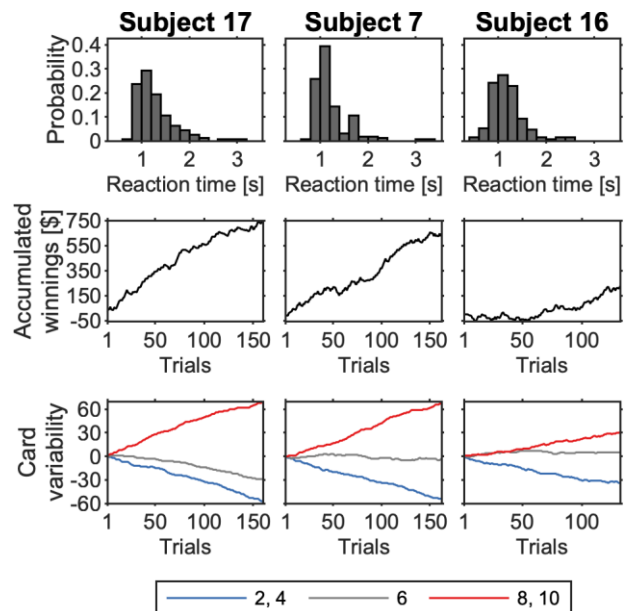 Subject 17 Subject 7 Subject 16
Probability
0.4
0.3
0.2
0.1
0
1 2 3 1 2 3 1 2 3
Reaction time [s] Reaction time [s] Reaction time [s]
Accumulated
winnings [$]
750
550
350
150
-50
1 50 100 150 1 50 100 150 1 50 100
Trials Trials Trials
Card
variability
60
30
0
-30
-60
1 50 100 150 1 50 100 150 1 50 100
Trials Trials Trials
2, 4 6 8, 10